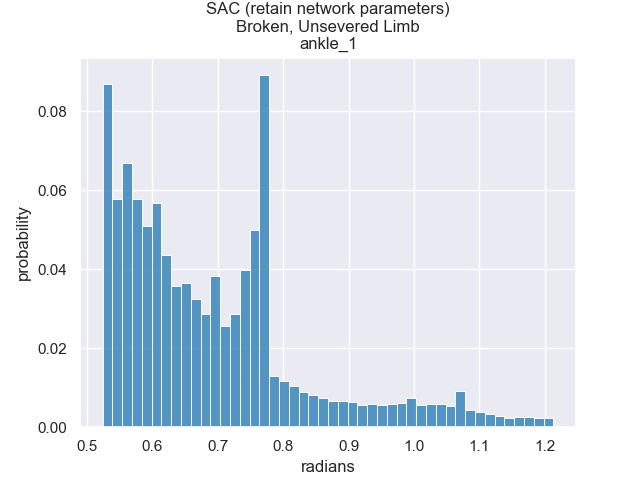 SAC (retain network parameters)
Broken, Unsevered Limb
ankle_1
0.08
0.06
0.04
0.02
0.00
probability
0.5 0.6 0.7 0.8 0.9 1.0 1.1 1.2
radians